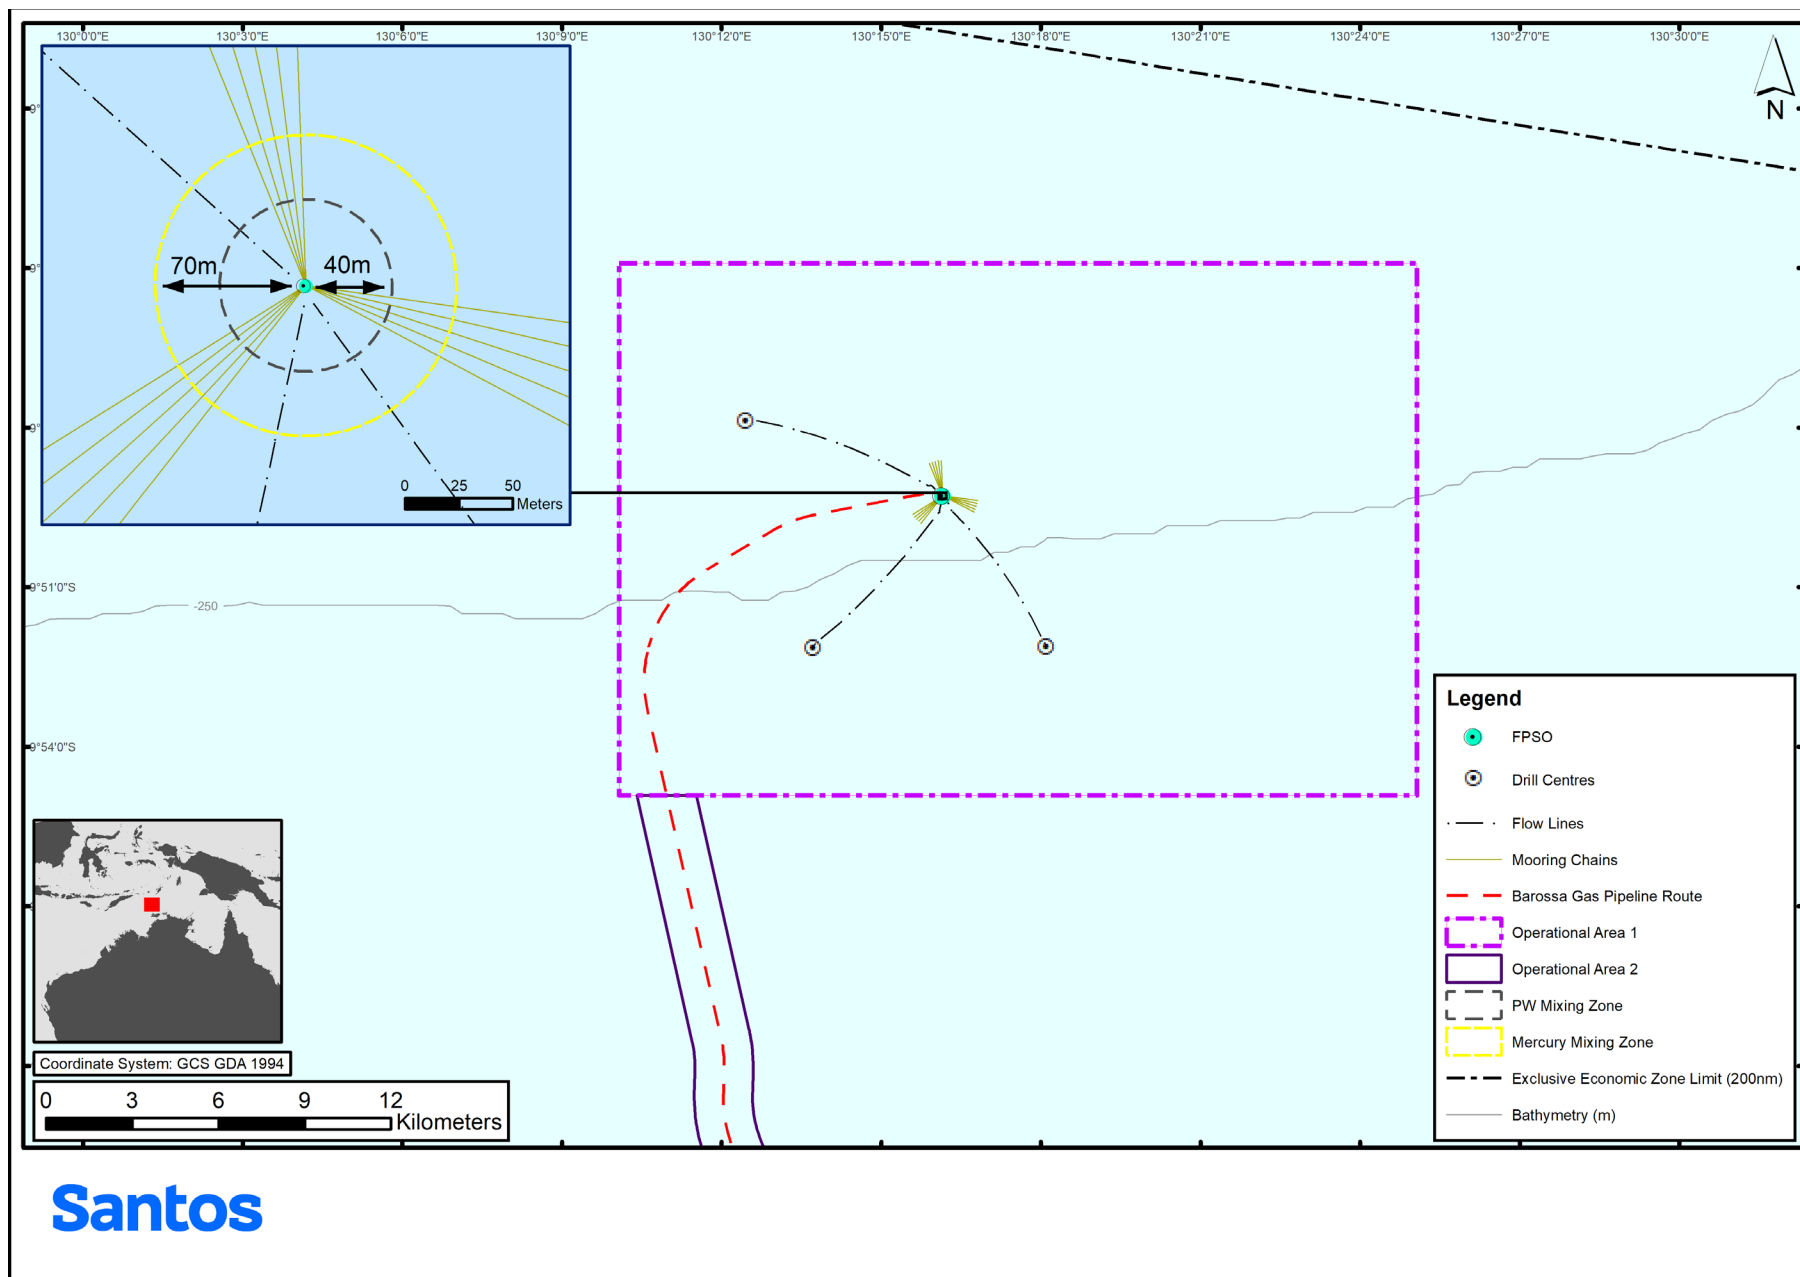 130°0'0"E 130°3'0"E 130°6'0"E 130°9'0"E 130°12'0"E 130°15'0"E 130°18'0"E 130°21'0"E 130°24'0"E 130°27'0"E 130°30'0"E
N
9°
9°
9°
9°51'0"S
9°54'0"S
70m
40m
0 25 50
Meters
-250
Legend
FPSO
Drill Centres
Flow Lines
Mooring Chains
Barossa Gas Pipeline Route
Operational Area 1
Operational Area 2
PW Mixing Zone
Mercury Mixing Zone
Exclusive Economic Zone Limit (200nm)
Bathymetry (m)
Coordinate System: GCS GDA 1994
0 3 6 9 12
Kilometers
Santos